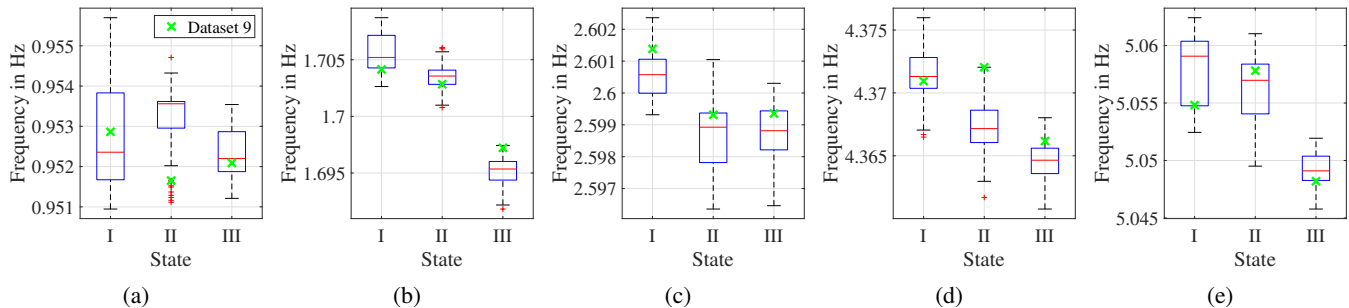 Frequency in Hz
0.955
0.954
0.953
0.952
0.951
Dataset 9
I II III
State
(a)
Frequency in Hz
1.705
1.7
1.695
I II III
State
(b)
Frequency in Hz
2.602
2.601
2.6
2.599
2.598
2.597
I II III
State
(c)
Frequency in Hz
4.375
4.37
4.365
I II III
State
(d)
Frequency in Hz
5.06
5.055
5.05
5.045
I II III
State
(e)